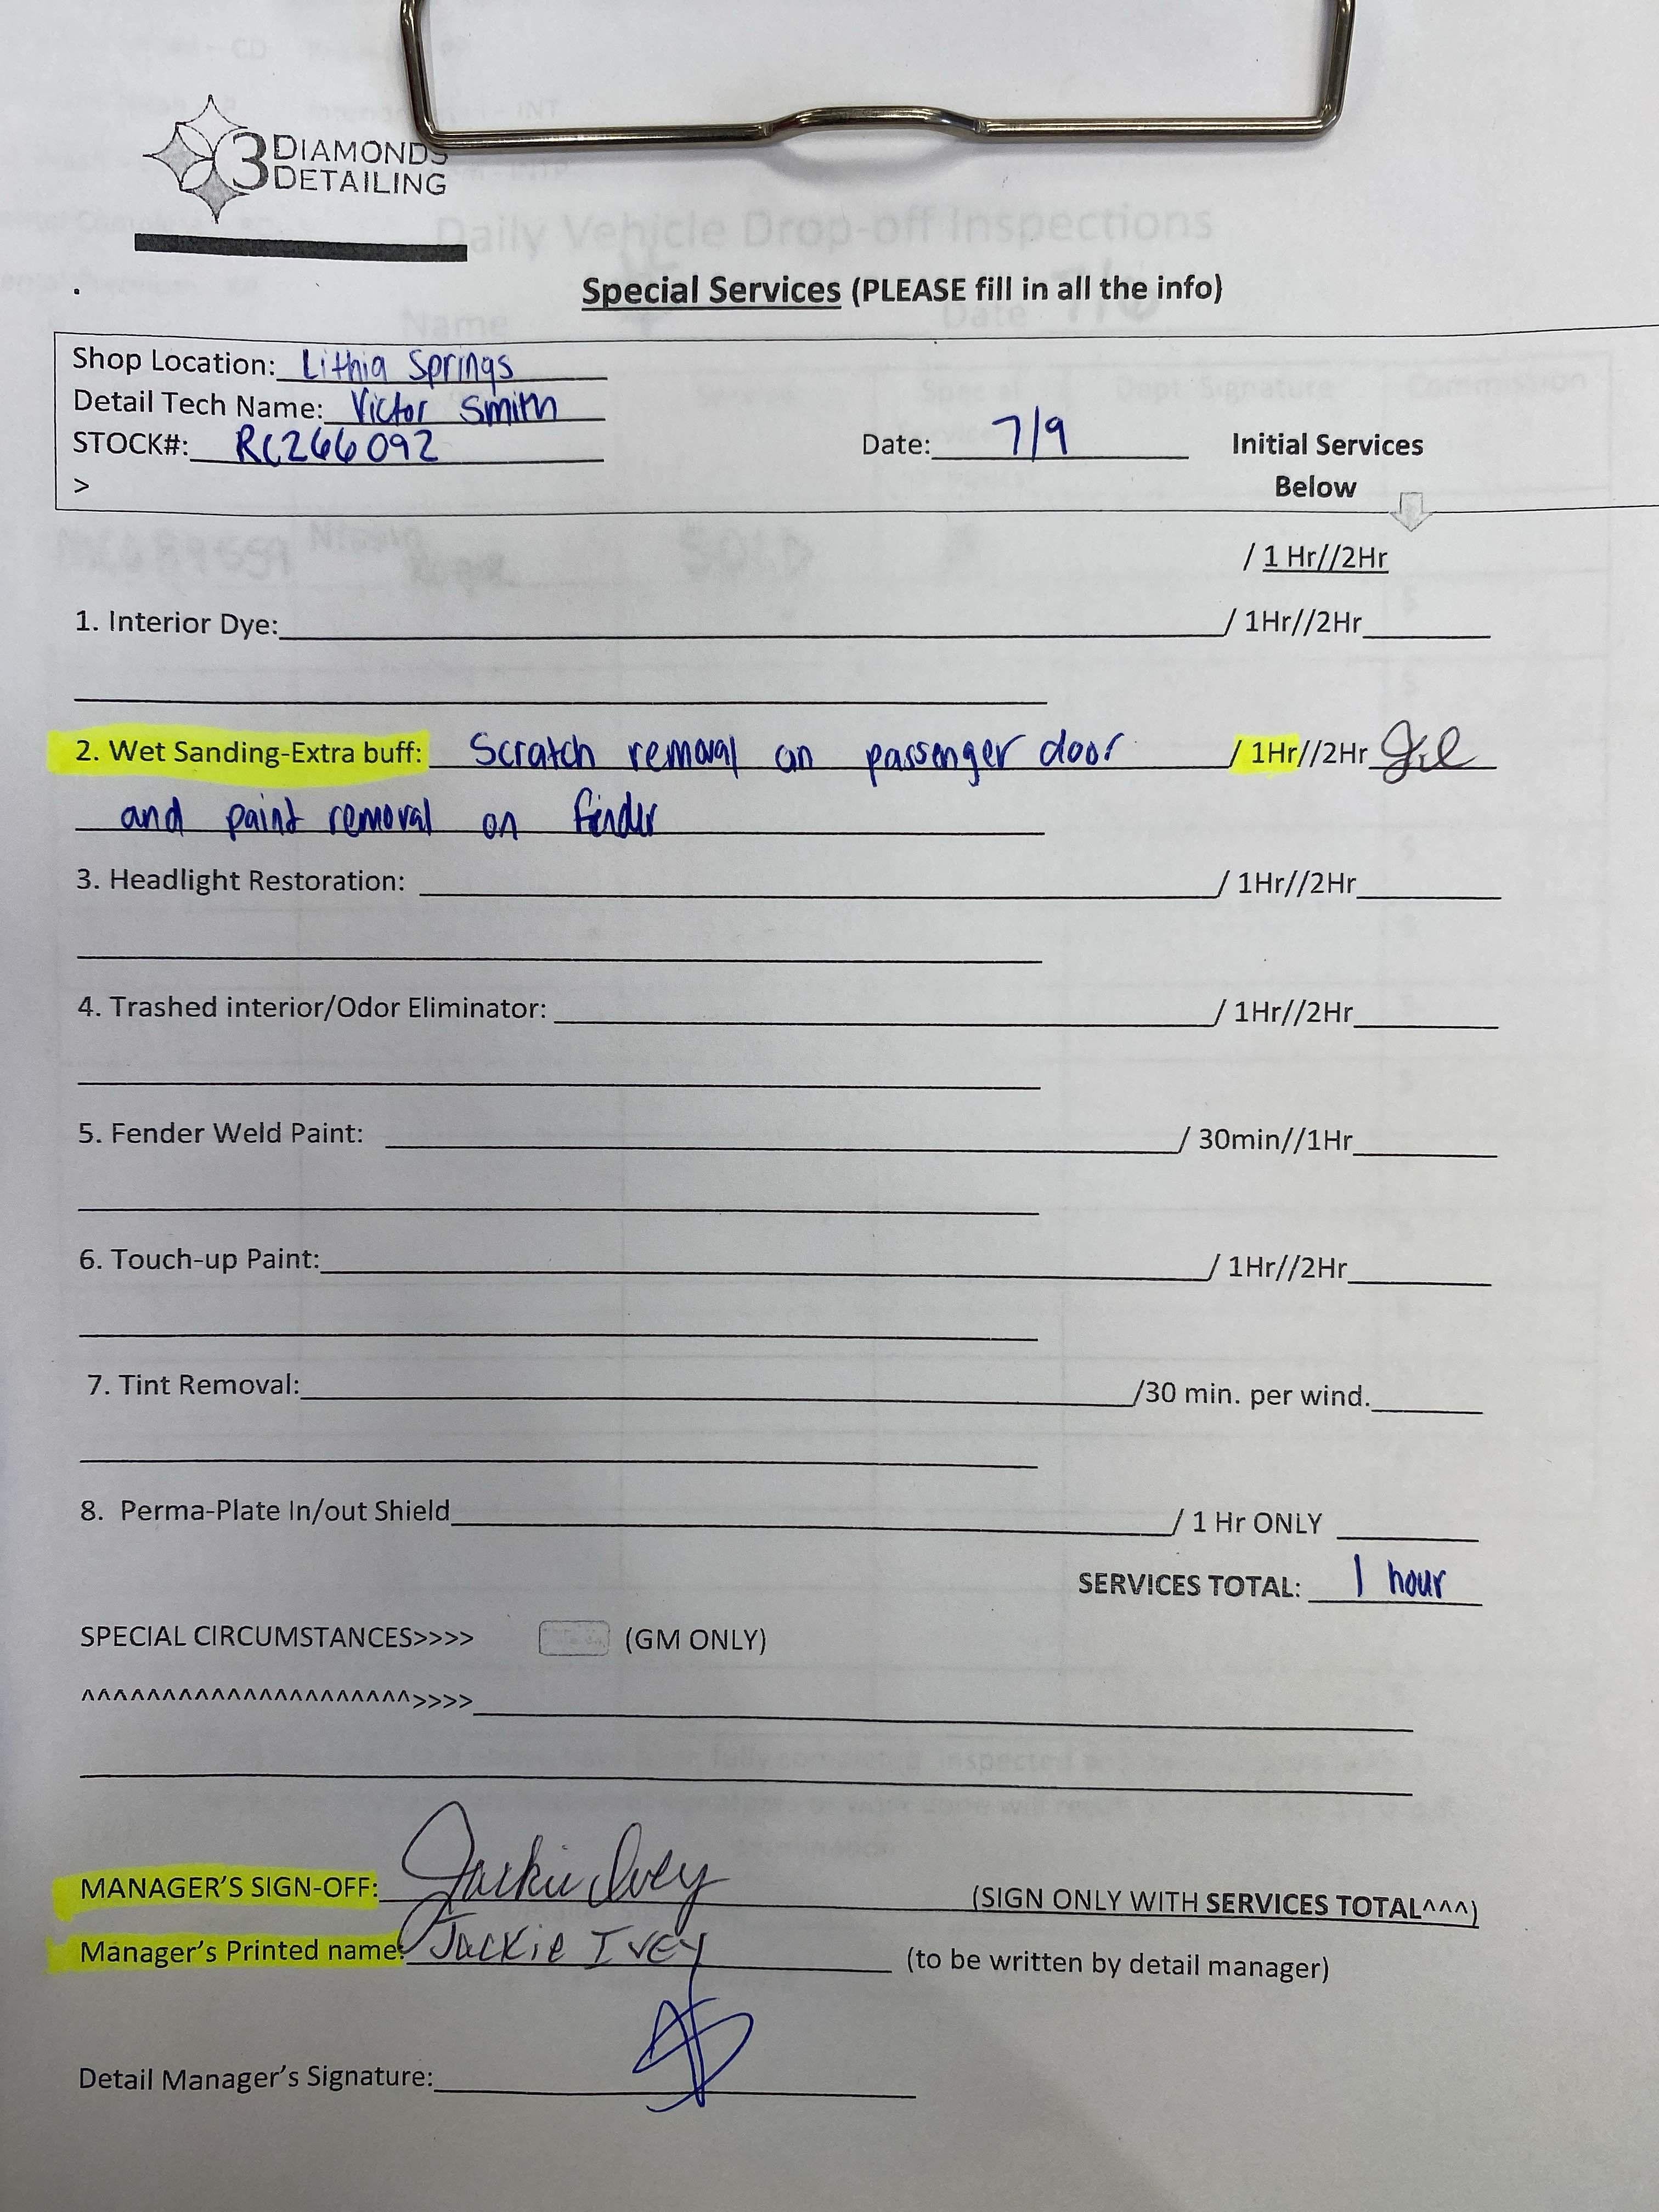 3 DIAMONDS
DETAILING
Daily Vehicle Drop-off Inspections
Special Services (PLEASE fill in all the info)
Name
Date 7/6
Shop Location: Lithia Springs
Detail Tech Name: Victor Smith
STOCK#: RC266092
Date: 7/9
Initial Services
Below
>
/ 1 Hr//2Hr
1. Interior Dye: / 1Hr//2Hr
2. Wet Sanding-Extra buff: Scratch removal on passenger door / 1Hr//2Hr
and paint removal on fender
3. Headlight Restoration: / 1Hr//2Hr
4. Trashed interior/Odor Eliminator: / 1Hr//2Hr
5. Fender Weld Paint: / 30min//1Hr
6. Touch-up Paint: / 1Hr//2Hr
7. Tint Removal: /30 min. per wind.
8. Perma-Plate In/out Shield / 1 Hr ONLY
SERVICES TOTAL: 1 hour
SPECIAL CIRCUMSTANCES>>>> (GM ONLY)
^^^^^^^^^^^^^^^^^^^^^>>>>
MANAGER'S SIGN-OFF: Jackie Ivey (SIGN ONLY WITH SERVICES TOTAL^^^)
Manager's Printed name: Jackie Ivey (to be written by detail manager)
Detail Manager's Signature: